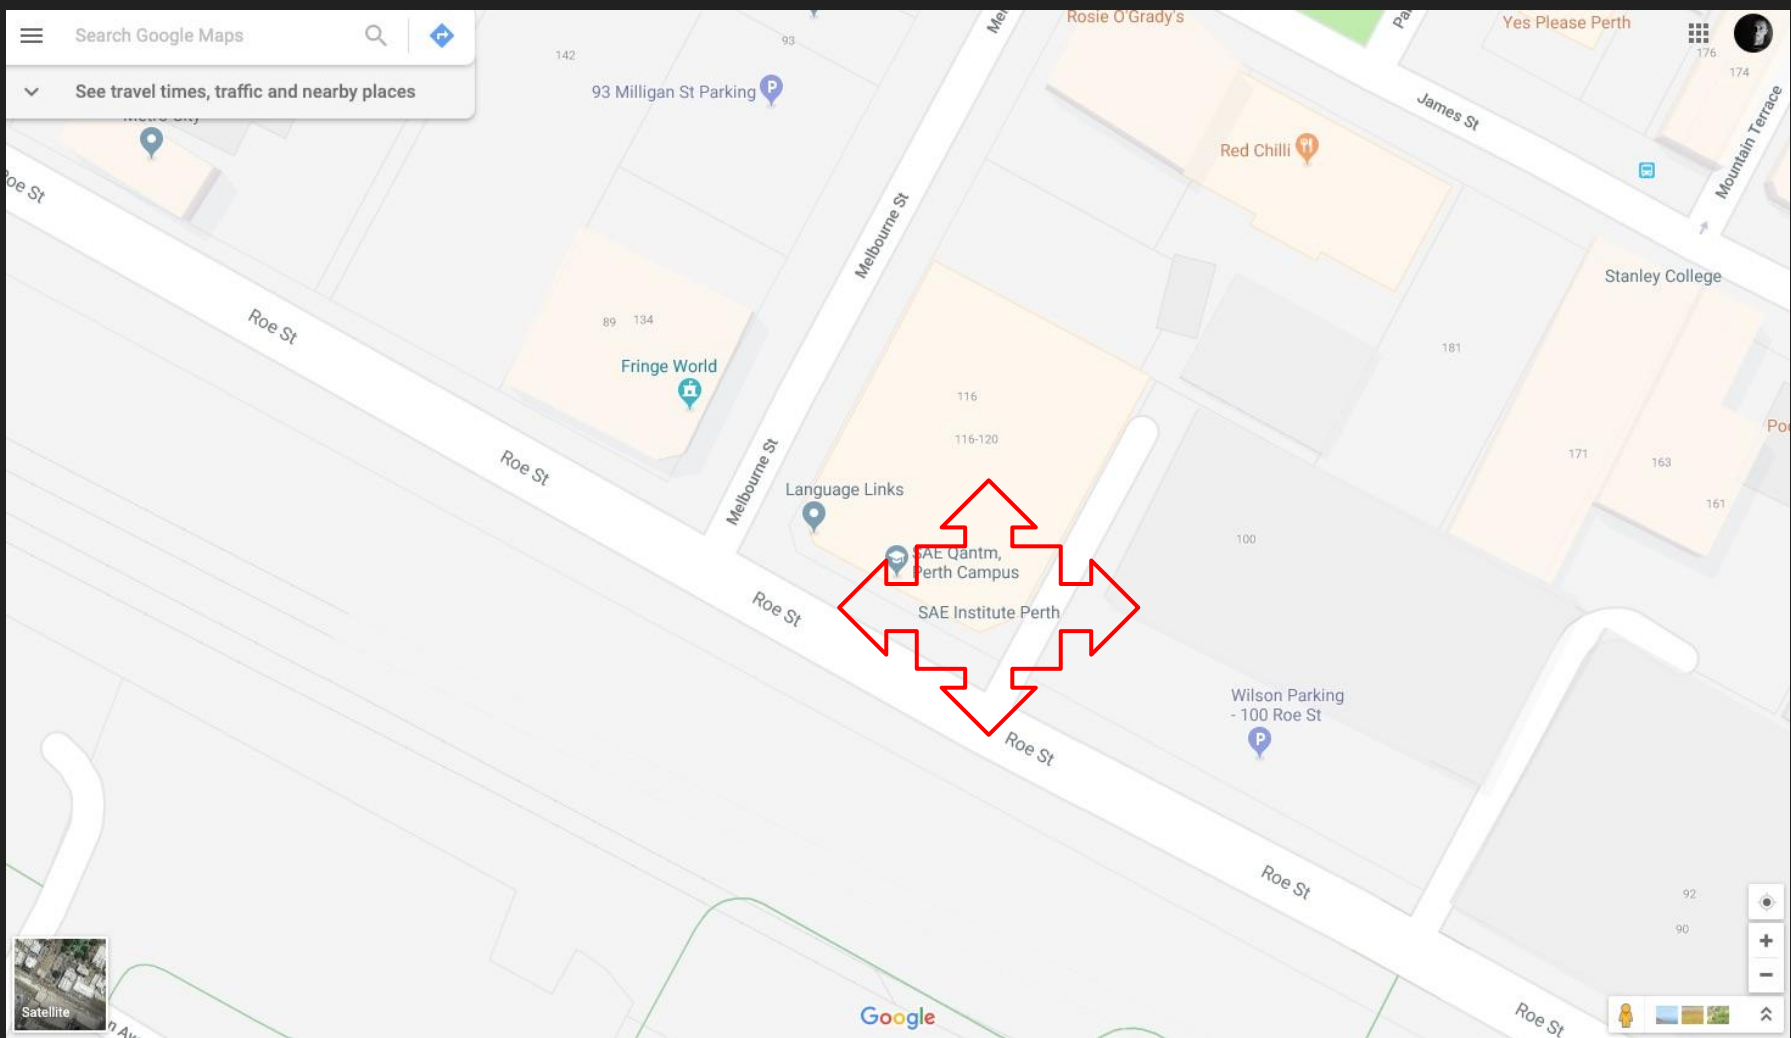 Search Google Maps
See travel times, traffic and nearby places
Metro City
142
93
93 Milligan St Parking
Rosie O'Grady's
Yes Please Perth
176
174
James St
Mountain Terrace
Red Chilli
Melbourne St
Roe St
Stanley College
89
134
Fringe World
181
116
116-120
171
163
161
Roe St
Melbourne St
Language Links
100
SAE Qantm,
Perth Campus
Roe St
SAE Institute Perth
Wilson Parking
- 100 Roe St
Roe St
Roe St
92
90
Satellite
Google
Roe St